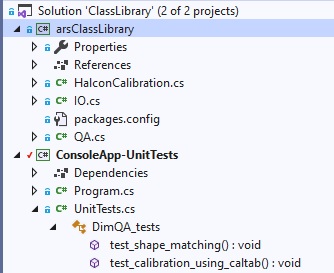 Solution 'ClassLibrary' (2 of 2 projects)
C# arsClassLibrary
Properties
References
C# HalconCalibration.cs
C# IO.cs
packages.config
C# QA.cs
C# ConsoleApp-UnitTests
Dependencies
C# Program.cs
C# UnitTests.cs
DimQA_tests
test_shape_matching() : void
test_calibration_using_caltab() : void